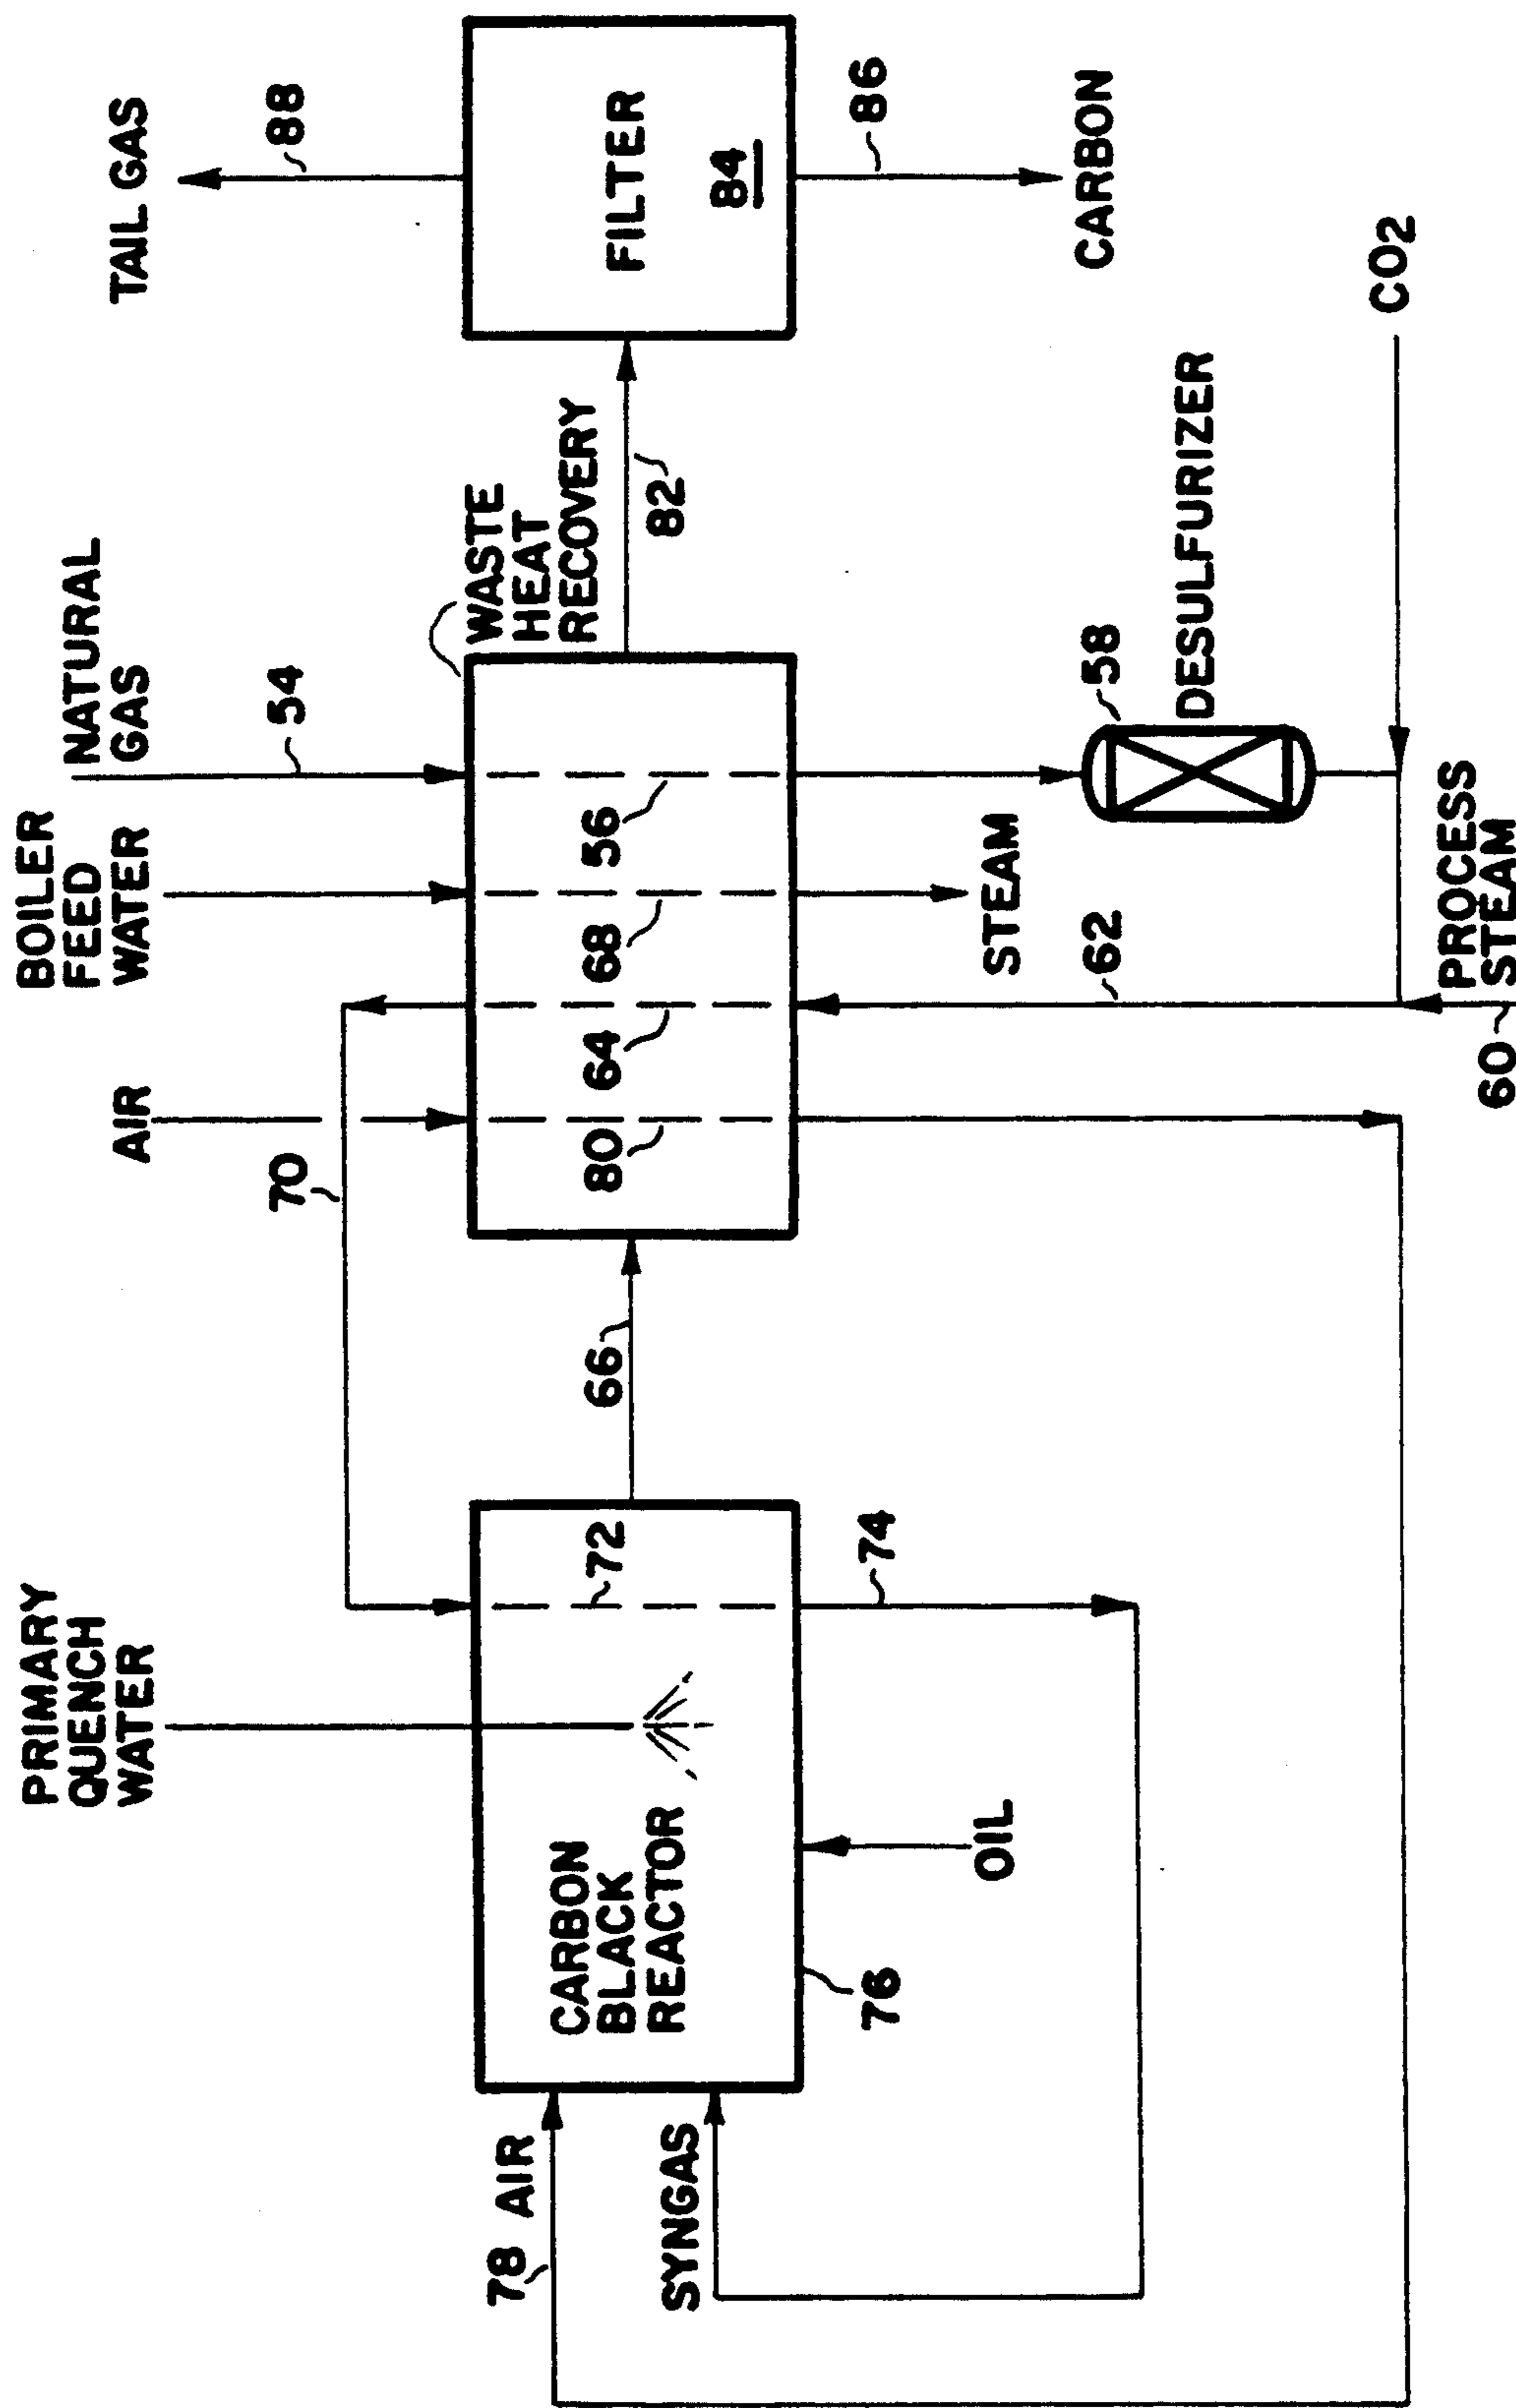 PRIMARY
QUENCH
WATER
AIR
BOILER
FEED
WATER
NATURAL
GAS
TAIL GAS
70
54
88
78 AIR
SYNGAS
CARBON
BLACK
REACTOR
72
66
80
64
68
56
WASTE
HEAT
RECOVERY
82
FILTER
84
76
OIL
74
STEAM
62
58
DESULFURIZER
86
CARBON
CO2
60
PROCESS
STEAM